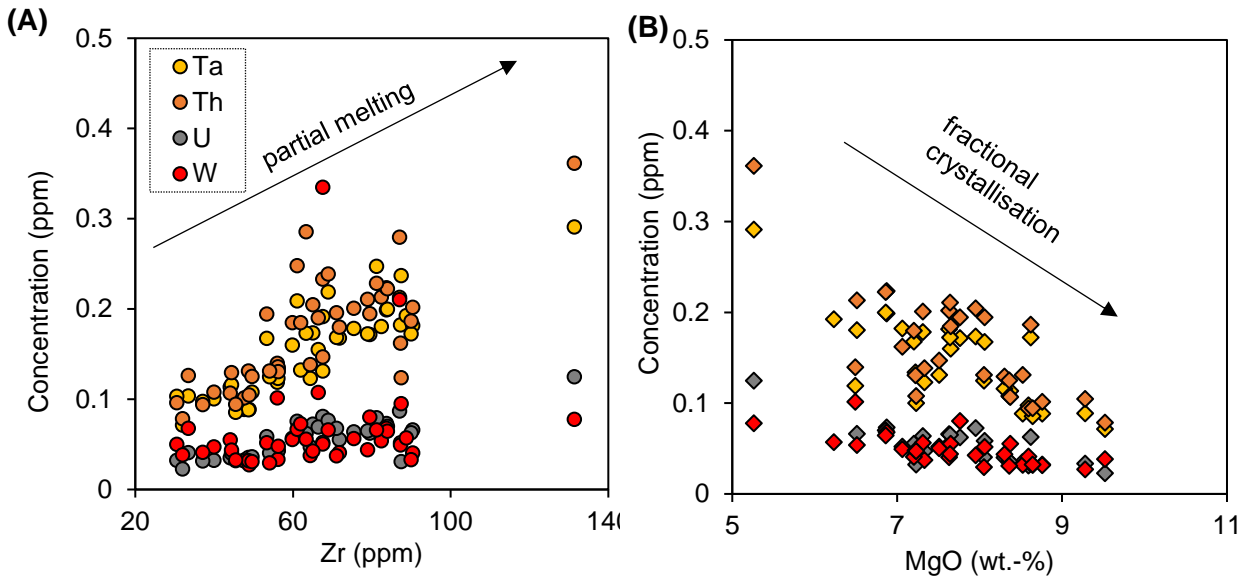 (A)
0.5
0.4
0.3
0.2
0.1
0
Concentration (ppm)
Ta
Th
U
W
partial melting
20
60
100
140
Zr (ppm)
(B)
0.5
0.4
0.3
0.2
0.1
0
Concentration (ppm)
fractional
crystallisation
5
7
9
11
MgO (wt.-%)